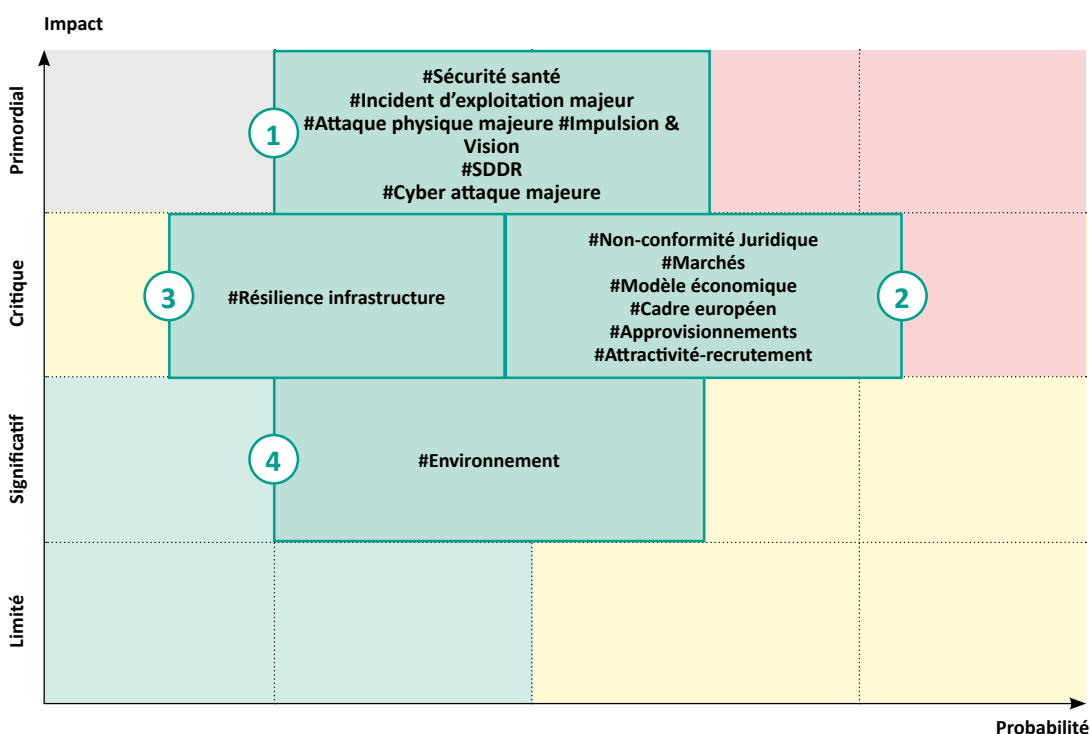 Impact
Primordial
1
#Sécurité santé
#Incident d’exploitation majeur
#Attaque physique majeure #Impulsion &
Vision
#SDDR
#Cyber attaque majeure
Critique
3
#Résilience infrastructure
#Non-conformité Juridique
#Marchés
#Modèle économique
#Cadre européen
#Approvisionnements
#Attractivité-recrutement
2
Significatif
4
#Environnement
Limité
Probabilité